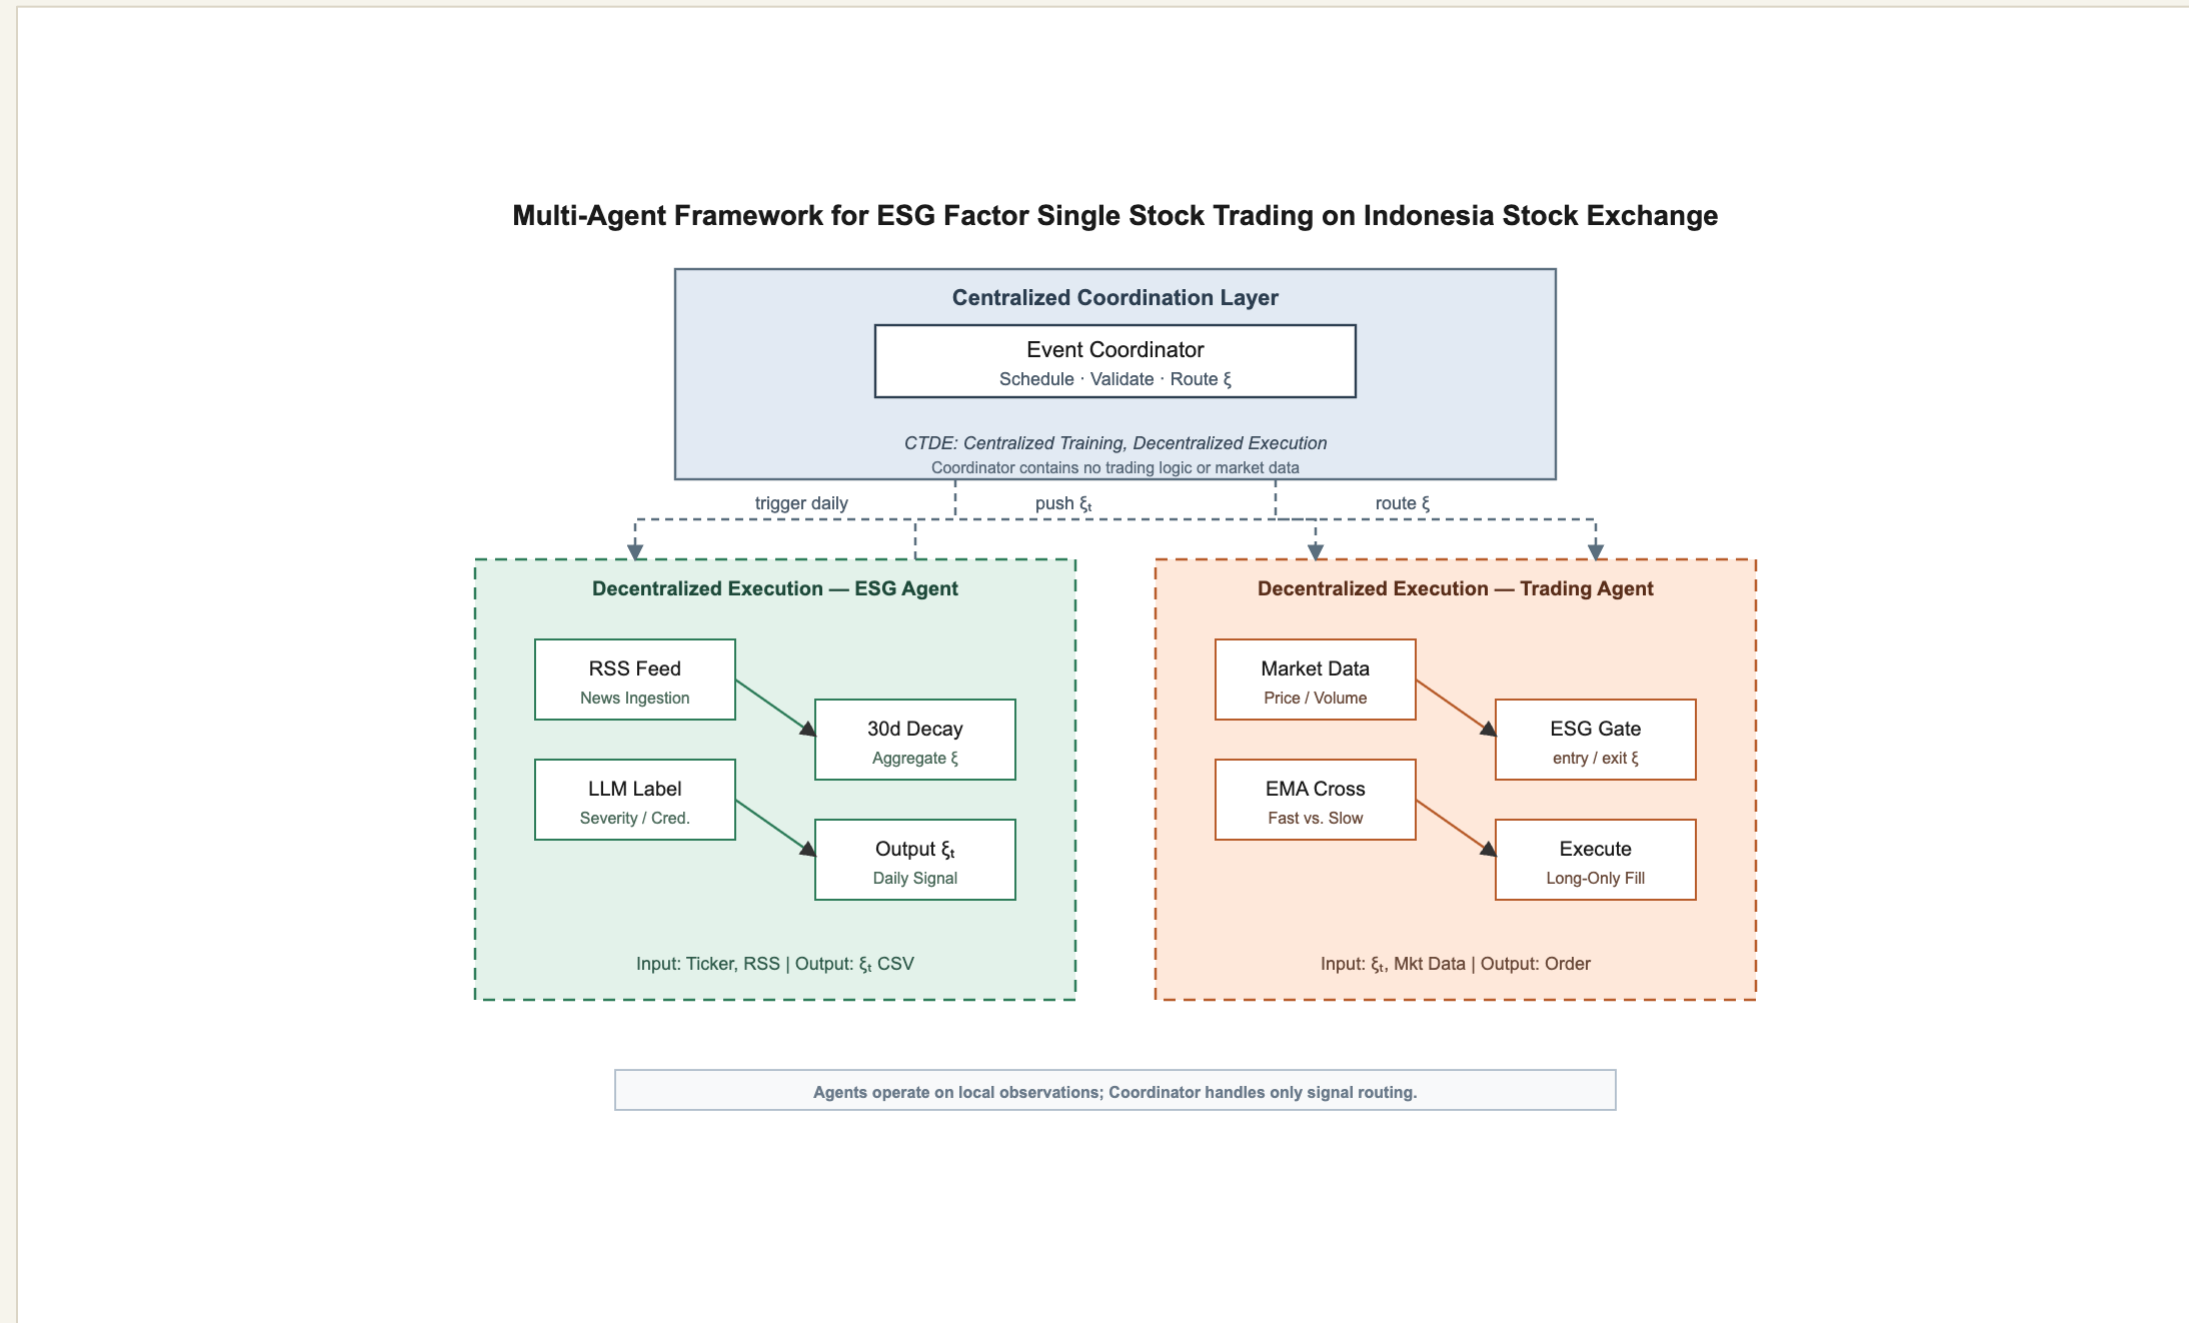 Multi-Agent Framework for ESG Factor Single Stock Trading on Indonesia Stock Exchange
Centralized Coordination Layer
Event Coordinator
Schedule · Validate · Route ξ
CTDE: Centralized Training, Decentralized Execution
Coordinator contains no trading logic or market data
trigger daily
push ξₜ
route ξ
Decentralized Execution — ESG Agent
RSS Feed
News Ingestion
30d Decay
Aggregate ξ
LLM Label
Severity / Cred.
Output ξₜ
Daily Signal
Input: Ticker, RSS | Output: ξₜ CSV
Decentralized Execution — Trading Agent
Market Data
Price / Volume
ESG Gate
entry / exit ξ
EMA Cross
Fast vs. Slow
Execute
Long-Only Fill
Input: ξₜ, Mkt Data | Output: Order
Agents operate on local observations; Coordinator handles only signal routing.